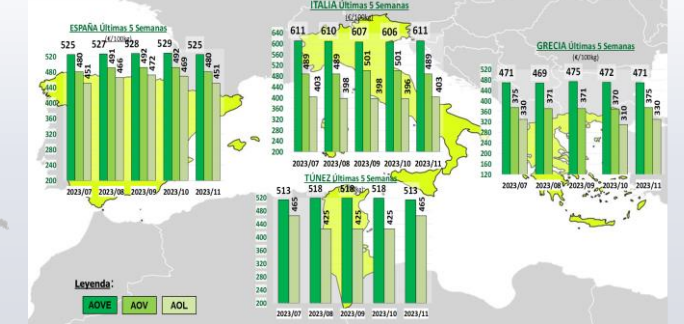 ESPAÑA Últimas 5 Semanas
(€/100kg)
525 527 528 529 525
480 491 492 492 480
451 466 472 469 451
520
480
440
400
360
320
280
240
200
2023/07 2023/08 2023/09 2023/10 2023/11
ITALIA Últimas 5 Semanas
(€/100kg)
611 610 607 606 611
489 489 501 501 489
403 398 398 396 403
640
600
560
520
480
440
400
360
320
280
240
200
2023/07 2023/08 2023/09 2023/10 2023/11
GRECIA Últimas 5 Semanas
(€/100kg)
471 469 475 472 471
375 371 371 370 375
330 310 330
520
480
440
400
360
320
280
240
200
160
120
2023/07 2023/08 2023/09 2023/10 2023/11
TÚNEZ Últimas 5 Semanas
513 518 518 518 513
465 425 425 425 465
520
480
440
400
360
320
280
240
200
2023/07 2023/08 2023/09 2023/10 2023/11
Leyenda:
AOVE AOV AOL